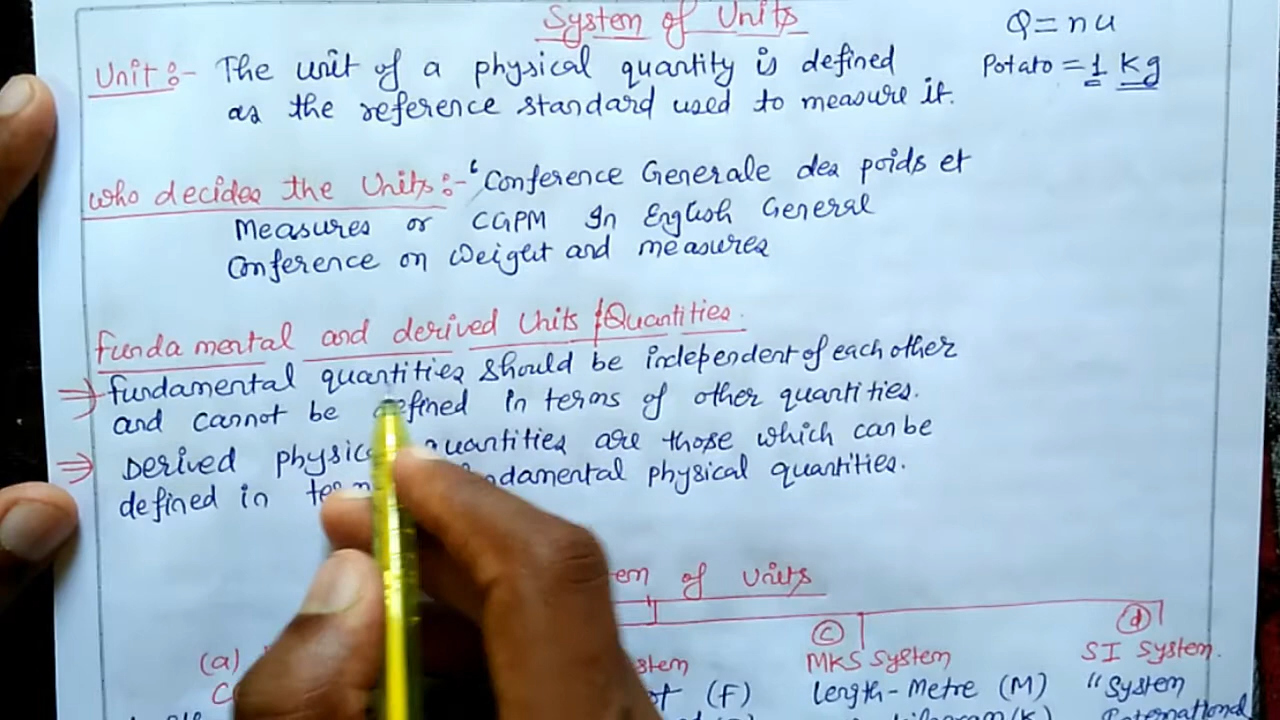 System of Units
Q = nu
Unit :- The unit of a physical quantity is defined
Potato = 1 Kg
as the reference standard used to measure it.
who decides the Units :- "Conference Generale des poids et
Measures or CGPM In English General
Conference on Weight and measures
fundamental and derived Units & Quantities.
⇒ fundamental quantities should be independent of each other
and cannot be defined in terms of other quantities.
⇒ Derived physical quantities are those which can be
defined in fundamental physical quantities.
of Units
(a)
(c)
(d)
MKS System
SI System.
(F)
Length - Metre (M)
"System
International